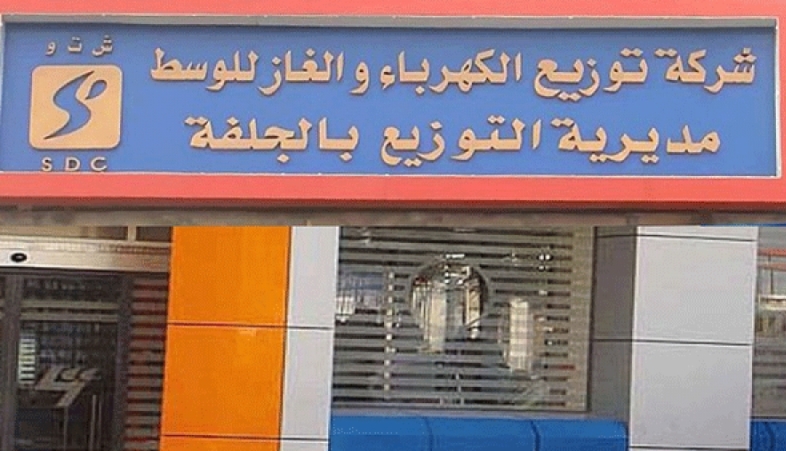 شركة توزيع الكهرباء و الغاز للوسط
مديرية التوزيع بالجلفة
ش ت و
SDC